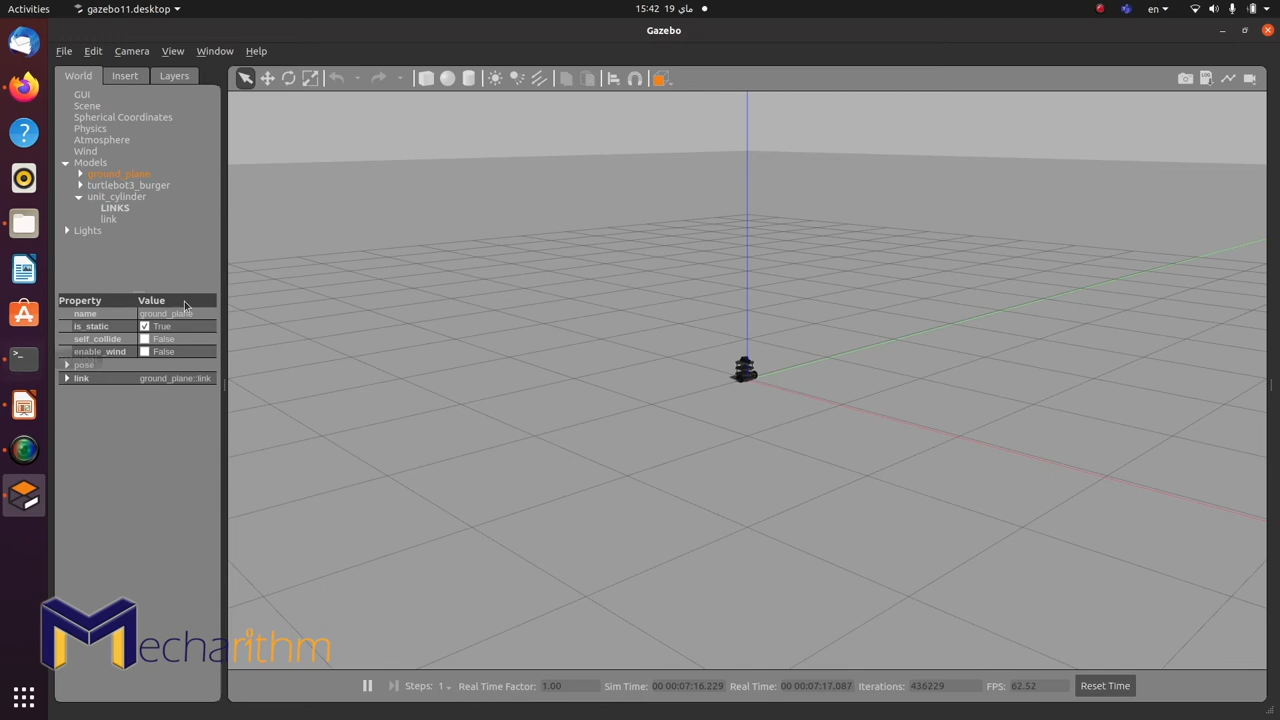 Activities
gazebo11.desktop
15:42 19 ماي
en
Gazebo
File Edit Camera View Window Help
World Insert Layers
GUI
Scene
Spherical Coordinates
Physics
Atmosphere
Wind
Models
ground_plane
turtlebot3_burger
unit_cylinder
LINKS
link
Lights
Property Value
name ground_plane
is_static True
self_collide False
enable_wind False
pose
link ground_plane::link
Mecharithm
Steps: 1 Real Time Factor: 1.00 Sim Time: 00 00:07:16.229 Real Time: 00 00:07:17.087 Iterations: 436229 FPS: 62.52 Reset Time